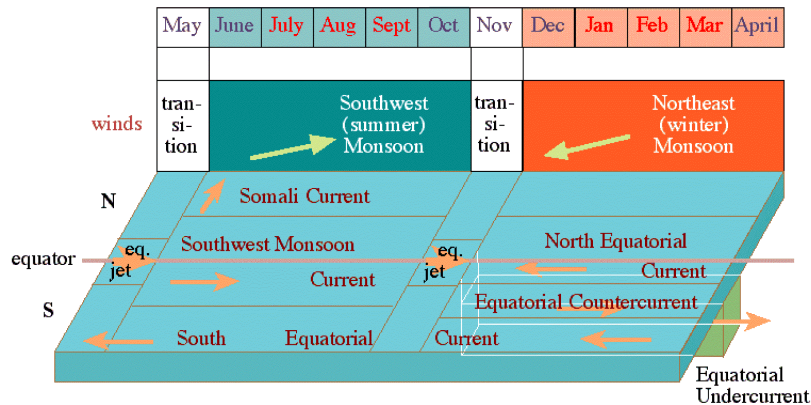 May June July Aug Sept Oct Nov Dec Jan Feb Mar April
winds
tran-
si-
tion
Southwest
(summer)
Monsoon
tran-
si-
tion
Northeast
(winter)
Monsoon
N
Somali Current
equator
eq.
jet
Southwest Monsoon
Current
eq.
jet
North Equatorial
Current
S
Equatorial Countercurrent
South Equatorial Current
Equatorial
Undercurrent